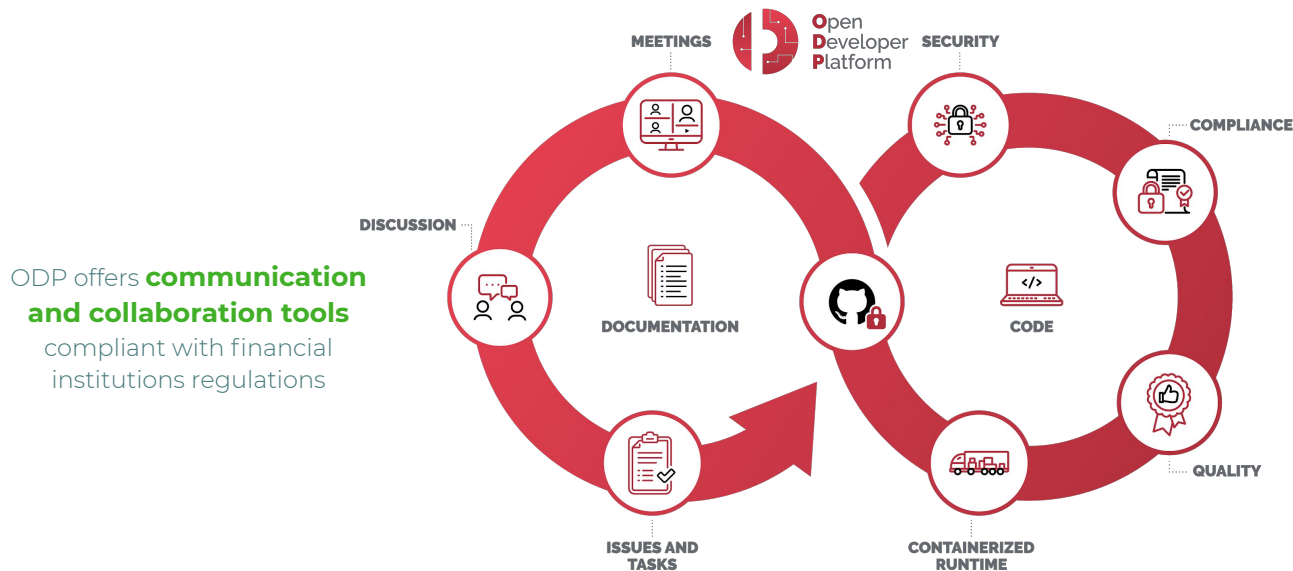 Open
Developer
Platform
MEETINGS
SECURITY
COMPLIANCE
DISCUSSION
ODP offers communication
and collaboration tools
compliant with financial
institutions regulations
DOCUMENTATION
</>
CODE
QUALITY
ISSUES AND
TASKS
CONTAINERIZED
RUNTIME